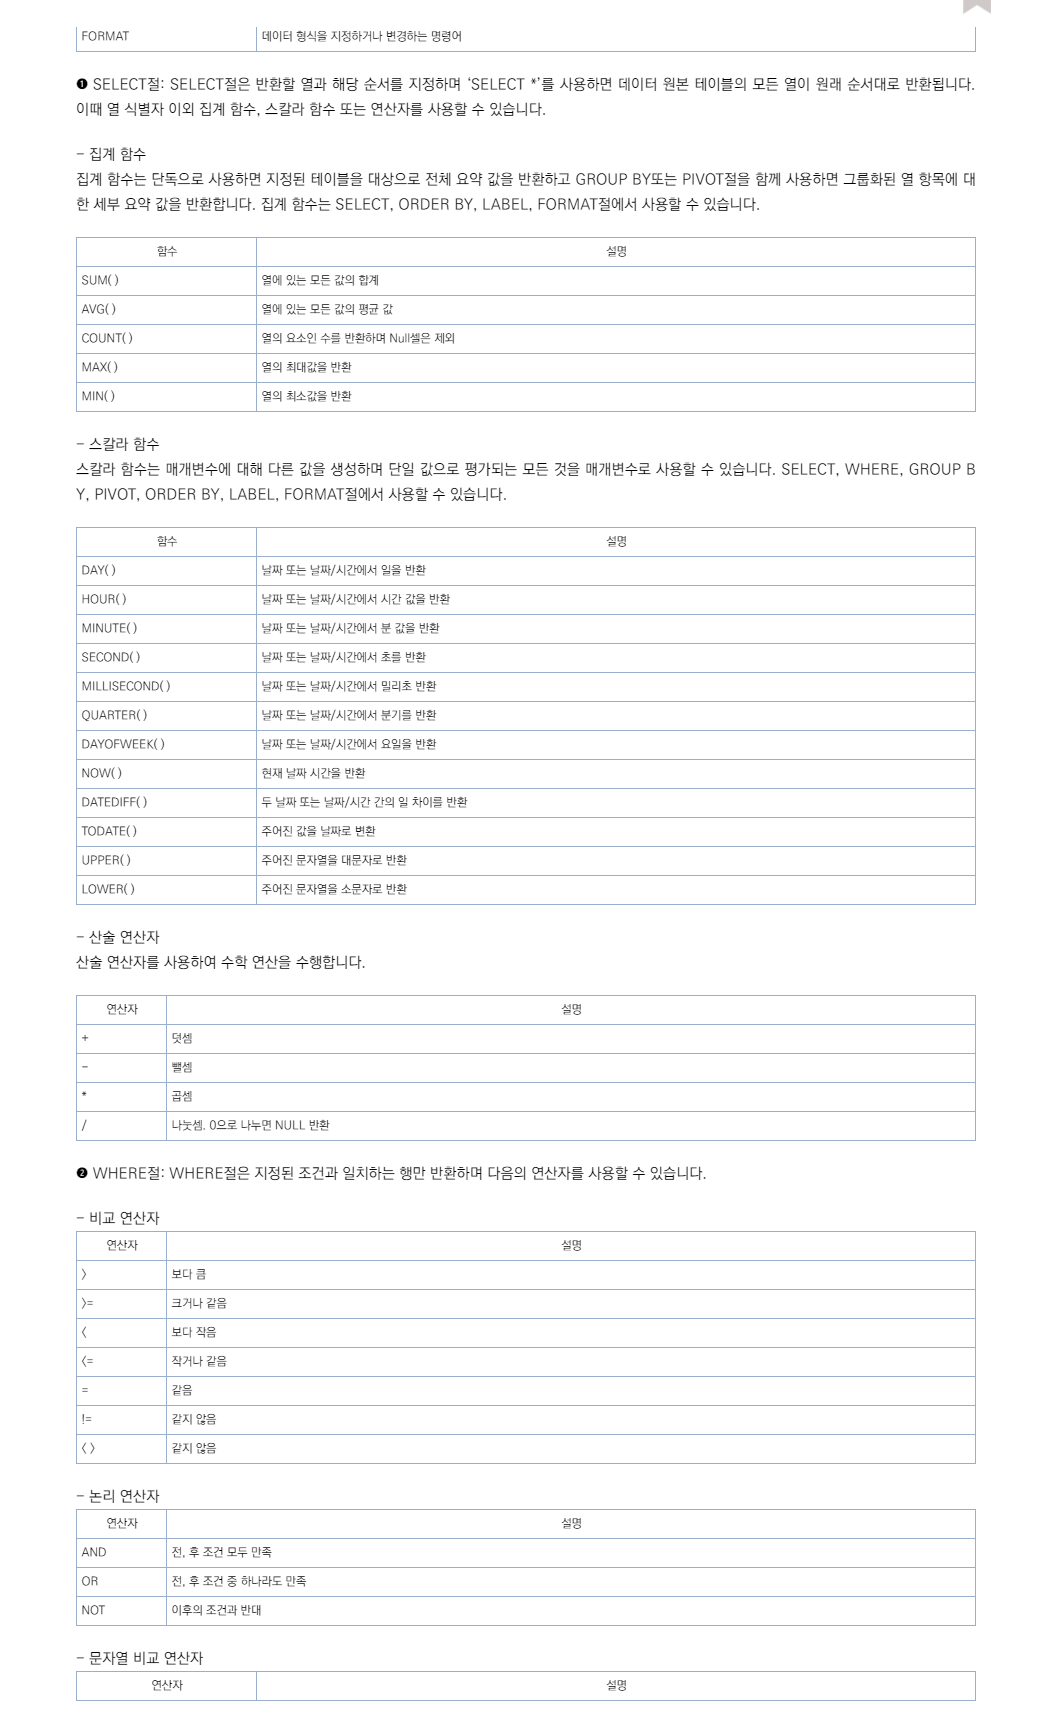 FORMAT 데이터 형식을 지정하거나 변경하는 명령어
❶ SELECT절: SELECT절은 반환할 열과 해당 순서를 지정하며 ‘SELECT *’를 사용하면 데이터 원본 테이블의 모든 열이 원래 순서대로 반환됩니다.
이때 열 식별자 이외 집계 함수, 스칼라 함수 또는 연산자를 사용할 수 있습니다.
- 집계 함수
집계 함수는 단독으로 사용하면 지정된 테이블을 대상으로 전체 요약 값을 반환하고 GROUP BY또는 PIVOT절을 함께 사용하면 그룹화된 열 항목에 대
한 세부 요약 값을 반환합니다. 집계 함수는 SELECT, ORDER BY, LABEL, FORMAT절에서 사용할 수 있습니다.
함수 설명
SUM( ) 열에 있는 모든 값의 합계
AVG( ) 열에 있는 모든 값의 평균 값
COUNT( ) 열의 요소인 수를 반환하며 Null셀은 제외
MAX( ) 열의 최대값을 반환
MIN( ) 열의 최소값을 반환
- 스칼라 함수
스칼라 함수는 매개변수에 대해 다른 값을 생성하며 단일 값으로 평가되는 모든 것을 매개변수로 사용할 수 있습니다. SELECT, WHERE, GROUP B
Y, PIVOT, ORDER BY, LABEL, FORMAT절에서 사용할 수 있습니다.
함수 설명
DAY( ) 날짜 또는 날짜/시간에서 일을 반환
HOUR( ) 날짜 또는 날짜/시간에서 시간 값을 반환
MINUTE( ) 날짜 또는 날짜/시간에서 분 값을 반환
SECOND( ) 날짜 또는 날짜/시간에서 초를 반환
MILLISECOND( ) 날짜 또는 날짜/시간에서 밀리초 반환
QUARTER( ) 날짜 또는 날짜/시간에서 분기를 반환
DAYOFWEEK( ) 날짜 또는 날짜/시간에서 요일을 반환
NOW( ) 현재 날짜 시간을 반환
DATEDIFF( ) 두 날짜 또는 날짜/시간 간의 일 차이를 반환
TODATE( ) 주어진 값을 날짜로 변환
UPPER( ) 주어진 문자열을 대문자로 반환
LOWER( ) 주어진 문자열을 소문자로 반환
- 산술 연산자
산술 연산자를 사용하여 수학 연산을 수행합니다.
연산자 설명
+ 덧셈
- 뺄셈
* 곱셈
/ 나눗셈. 0으로 나누면 NULL 반환
❷ WHERE절: WHERE절은 지정된 조건과 일치하는 행만 반환하며 다음의 연산자를 사용할 수 있습니다.
- 비교 연산자
연산자 설명
> 보다 큼
>= 크거나 같음
< 보다 작음
<= 작거나 같음
= 같음
!= 같지 않음
< > 같지 않음
- 논리 연산자
연산자 설명
AND 전, 후 조건 모두 만족
OR 전, 후 조건 중 하나라도 만족
NOT 이후의 조건과 반대
- 문자열 비교 연산자
연산자 설명